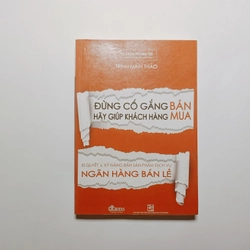 ĐỪNG CỐ GẮNG BÁN
HÃY GIÚP KHÁCH HÀNG MUA
BÍ QUYẾT & KỸ NĂNG BÁN SẢN PHẨM DỊCH VỤ
NGÂN HÀNG BÁN LẺ